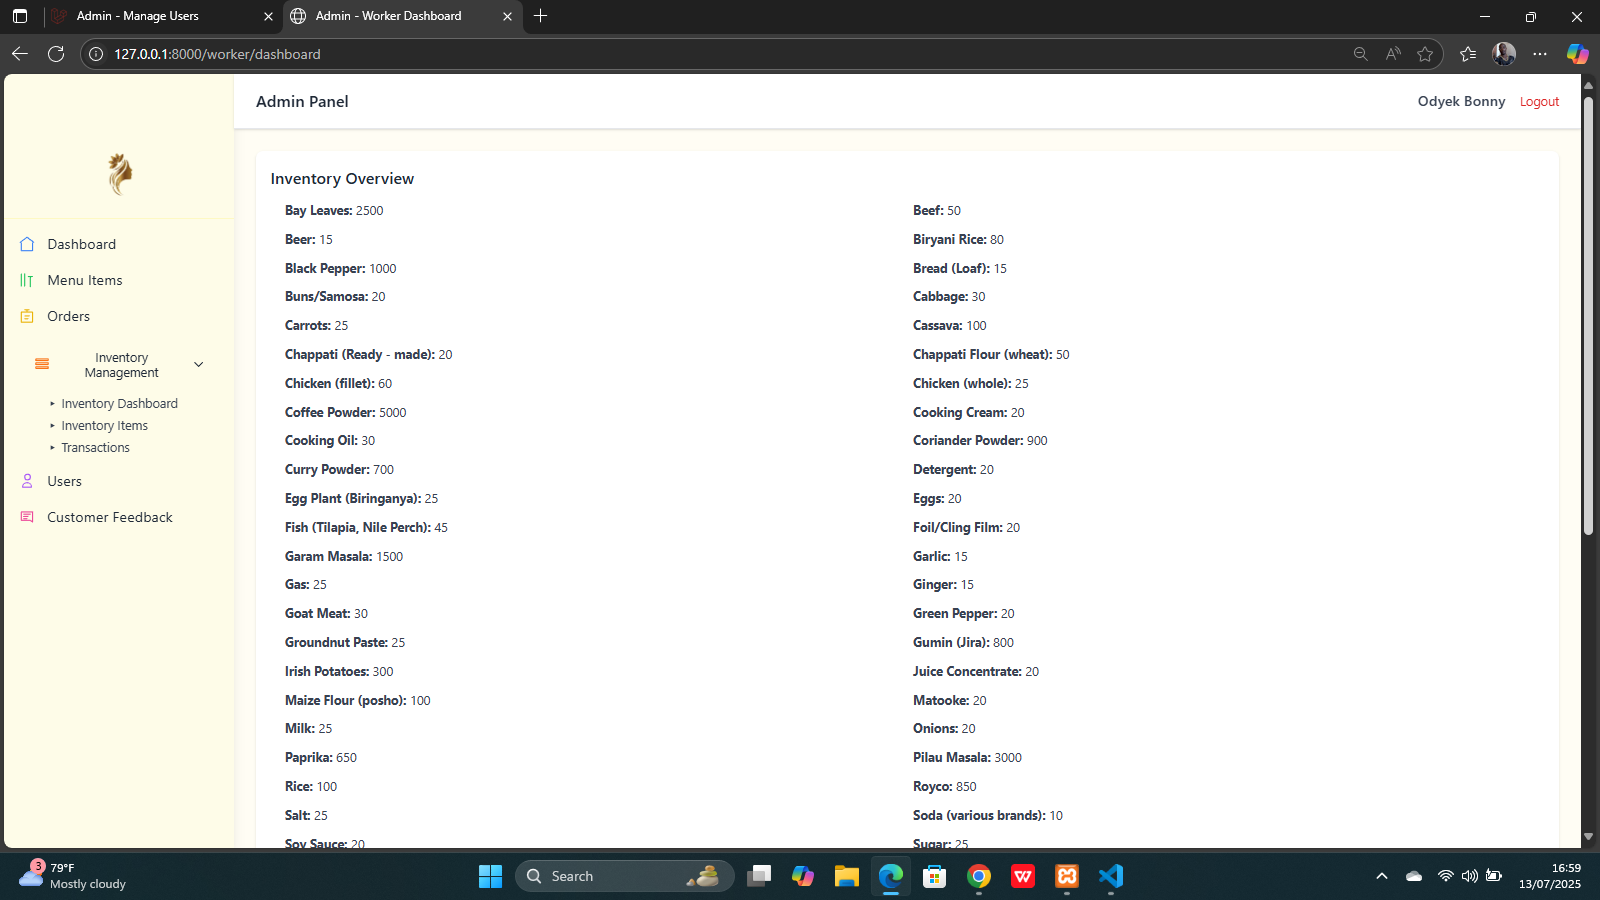 Admin - Manage Users
Admin - Worker Dashboard
127.0.0.1:8000/worker/dashboard
Admin Panel
Odyek Bonny
Logout
Dashboard
Menu Items
Orders
Inventory
Management
Inventory Dashboard
Inventory Items
Transactions
Users
Customer Feedback
Inventory Overview
Bay Leaves: 2500
Beef: 50
Beer: 15
Biryani Rice: 80
Black Pepper: 1000
Bread (Loaf): 15
Buns/Samosa: 20
Cabbage: 30
Carrots: 25
Cassava: 100
Chappati (Ready - made): 20
Chappati Flour (wheat): 50
Chicken (fillet): 60
Chicken (whole): 25
Coffee Powder: 5000
Cooking Cream: 20
Cooking Oil: 30
Coriander Powder: 900
Curry Powder: 700
Detergent: 20
Egg Plant (Biringanya): 25
Eggs: 20
Fish (Tilapia, Nile Perch): 45
Foil/Cling Film: 20
Garam Masala: 1500
Garlic: 15
Gas: 25
Ginger: 15
Goat Meat: 30
Green Pepper: 20
Groundnut Paste: 25
Gumin (Jira): 800
Irish Potatoes: 300
Juice Concentrate: 20
Maize Flour (posho): 100
Matooke: 20
Milk: 25
Onions: 20
Paprika: 650
Pilau Masala: 3000
Rice: 100
Royco: 850
Salt: 25
Soda (various brands): 10
Soy Sauce: 20
Sugar: 25
3
79°F
Mostly cloudy
Search
16:59
13/07/2025